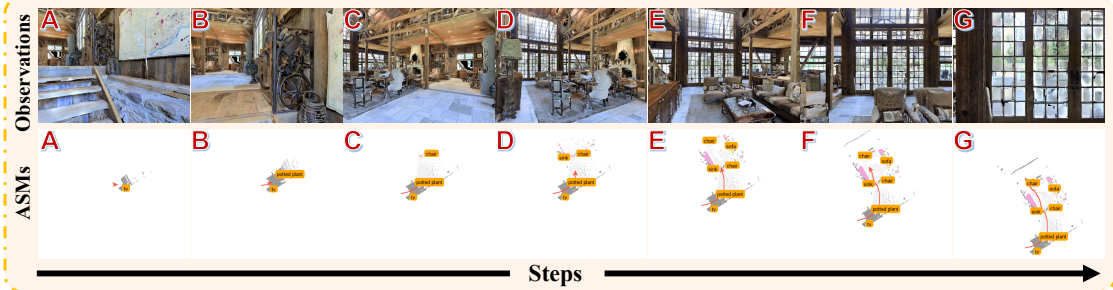 Observations
A B C D E F G
ASMs
A B C D E F G
tv
potted plant
tv
chair
potted plant
tv
sink chair
potted plant
tv
chair
sofa
sink chair
potted plant
tv
chair
sofa
sink chair
potted plant
tv
chair
sofa
sink chair
potted plant
tv
Steps